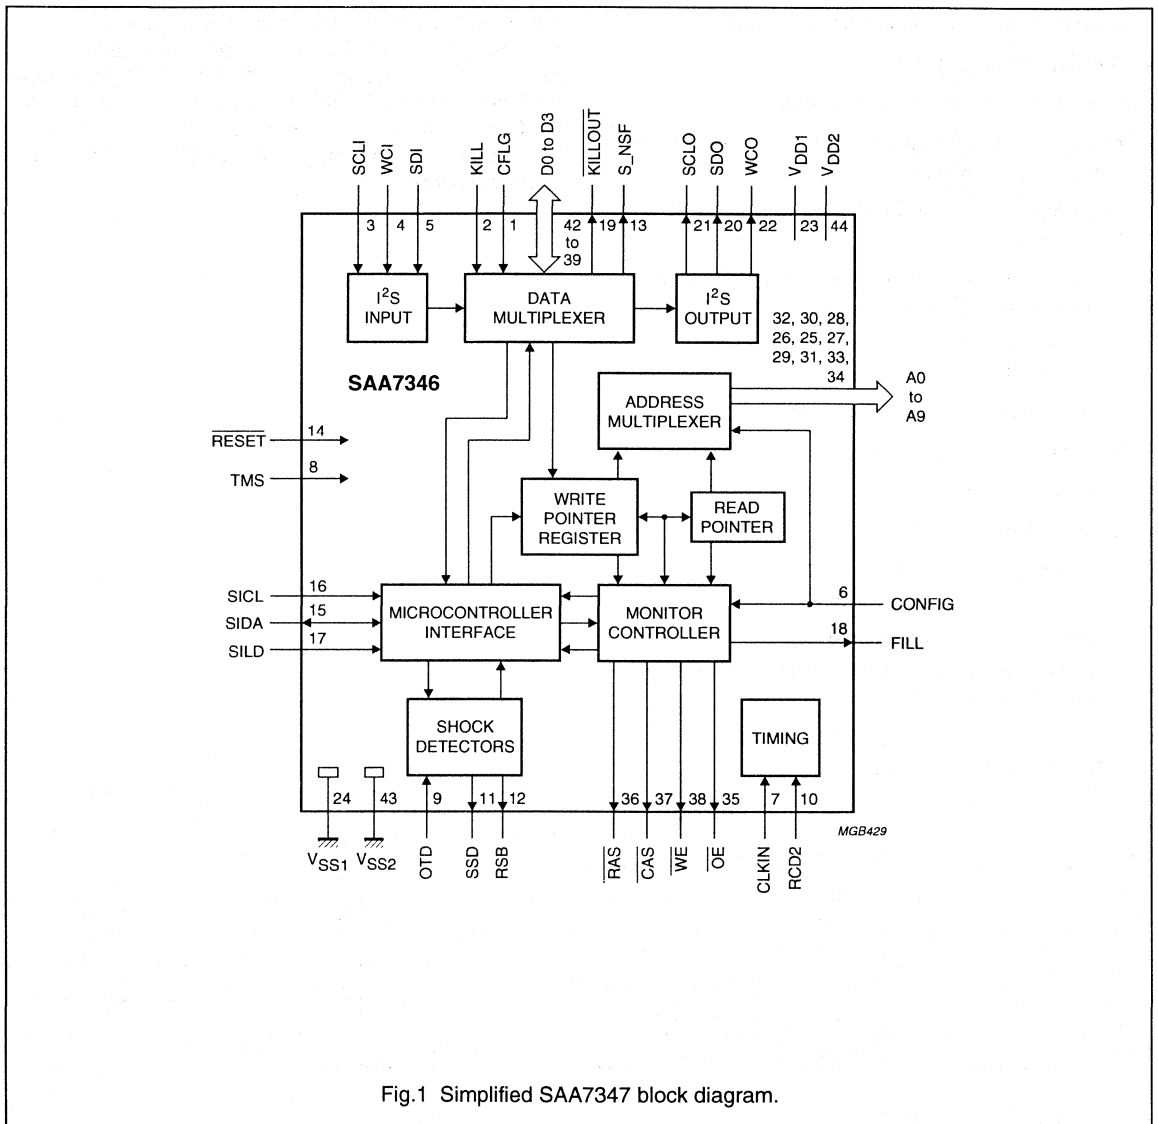 SCLI
WCI
SDI
KILL
CFLG
D0 to D3
KILLOUT
S_NSF
SCLO
SDO
WCO
VDD1
VDD2
3
4
5
2
1
42
to
39
19
13
21
20
22
23
44
I2S
INPUT
DATA
MULTIPLEXER
I2S
OUTPUT
32, 30, 28,
26, 25, 27,
29, 31, 33,
34
A0
to
A9
SAA7346
ADDRESS
MULTIPLEXER
RESET
14
TMS
8
WRITE
POINTER
REGISTER
READ
POINTER
SICL
16
SIDA
15
SILD
17
MICROCONTROLLER
INTERFACE
MONITOR
CONTROLLER
6
CONFIG
18
FILL
SHOCK
DETECTORS
TIMING
24
43
9
11
12
36
37
38
35
7
10
MGB429
VSS1
VSS2
OTD
SSD
RSB
RAS
CAS
WE
OE
CLKIN
RCD2
Fig.1 Simplified SAA7347 block diagram.